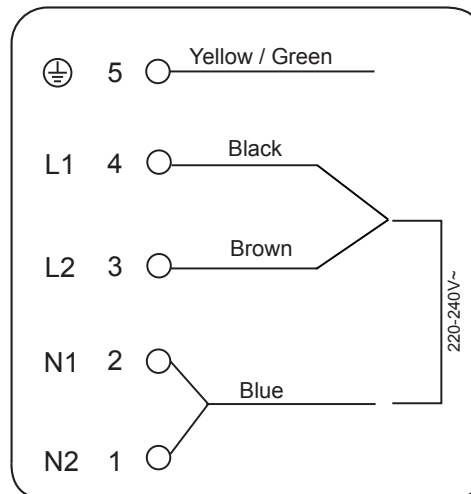 5 Yellow / Green
L1 4 Black
L2 3 Brown
220-240V~
N1 2
Blue
N2 1